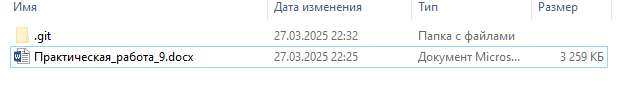 Имя Дата изменения Тип Размер
.git 27.03.2025 22:32 Папка с файлами
Практическая_работа_9.docx 27.03.2025 22:25 Документ Micros... 3 259 КБ